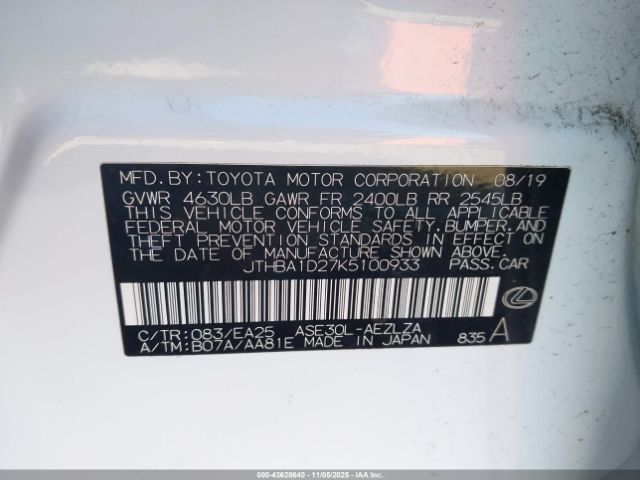 MFD. BY: TOYOTA MOTOR CORPORATION 08/19
GVWR 4630LB GAWR FR 2400LB RR 2545LB
THIS VEHICLE CONFORMS TO ALL APPLICABLE
FEDERAL MOTOR VEHICLE SAFETY, BUMPER, AND
THEFT PREVENTION STANDARDS IN EFFECT ON
THE DATE OF MANUFACTURE SHOWN ABOVE.
JTHBA1D27K5100933 PASS. CAR
C/TR: 083/EA25 ASE30L-AEZLZA
A/TM: B07A/AA81E MADE IN JAPAN 835 A
000-43628640 - 11/05/2025 - IAA Inc.